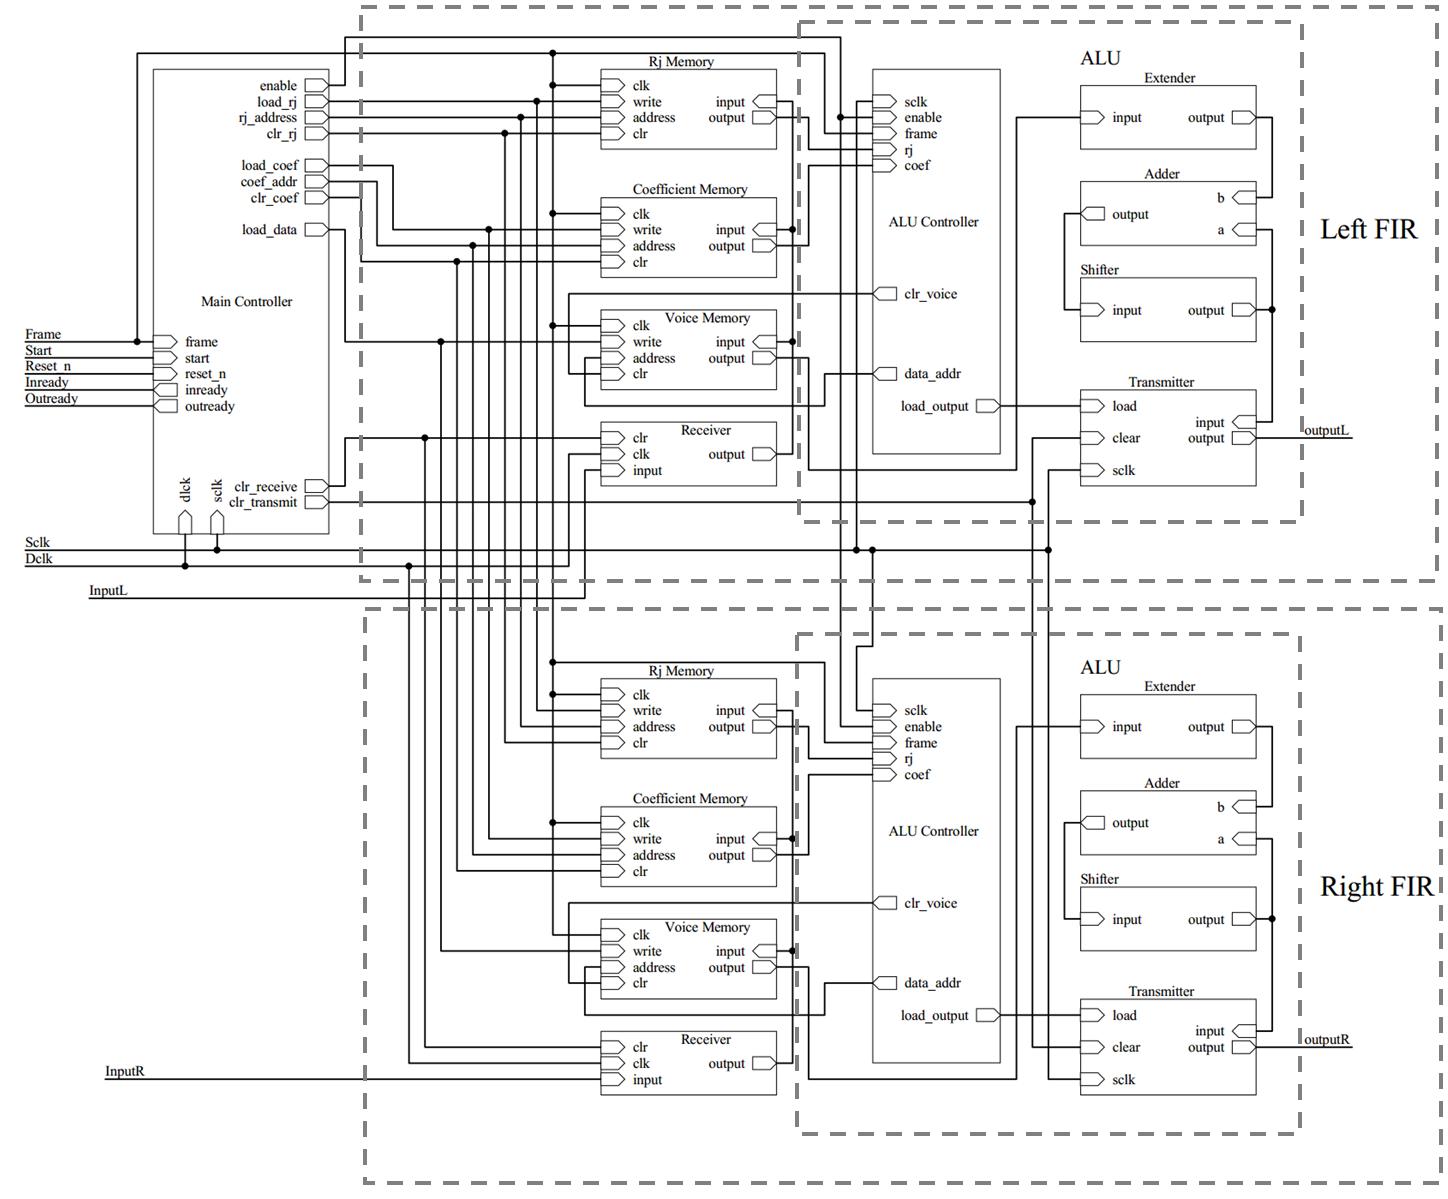 ALU
Rj Memory
Extender
enable
clk
load_rj
write
input
sclk
rj_address
address
output
enable
input
output
clr_rj
clr
frame
rj
load_coef
coef
Adder
coef_addr
Coefficient Memory
clr_coef
b
clk
output
load_data
write
input
ALU Controller
a
Left FIR
address
output
clr
Shifter
Main Controller
clr_voice
input
output
Voice Memory
clk
Frame
frame
write
input
Start
start
address
output
Reset_n
reset_n
clr
data_addr
Transmitter
Inready
inready
Outready
outready
load_output
load
input
Receiver
clr
clear
output
outputL
clk
output
input
sclk
dlck
sclk
clr_receive
clr_transmit
Sclk
Dclk
InputL
ALU
Rj Memory
Extender
clk
write
input
sclk
address
output
enable
input
output
clr
frame
rj
coef
Adder
Coefficient Memory
b
clk
output
write
input
ALU Controller
a
address
output
clr
Shifter
Right FIR
clr_voice
input
output
Voice Memory
clk
write
input
address
output
clr
data_addr
Transmitter
load_output
load
input
Receiver
clr
clear
output
outputR
clk
output
InputR
input
sclk